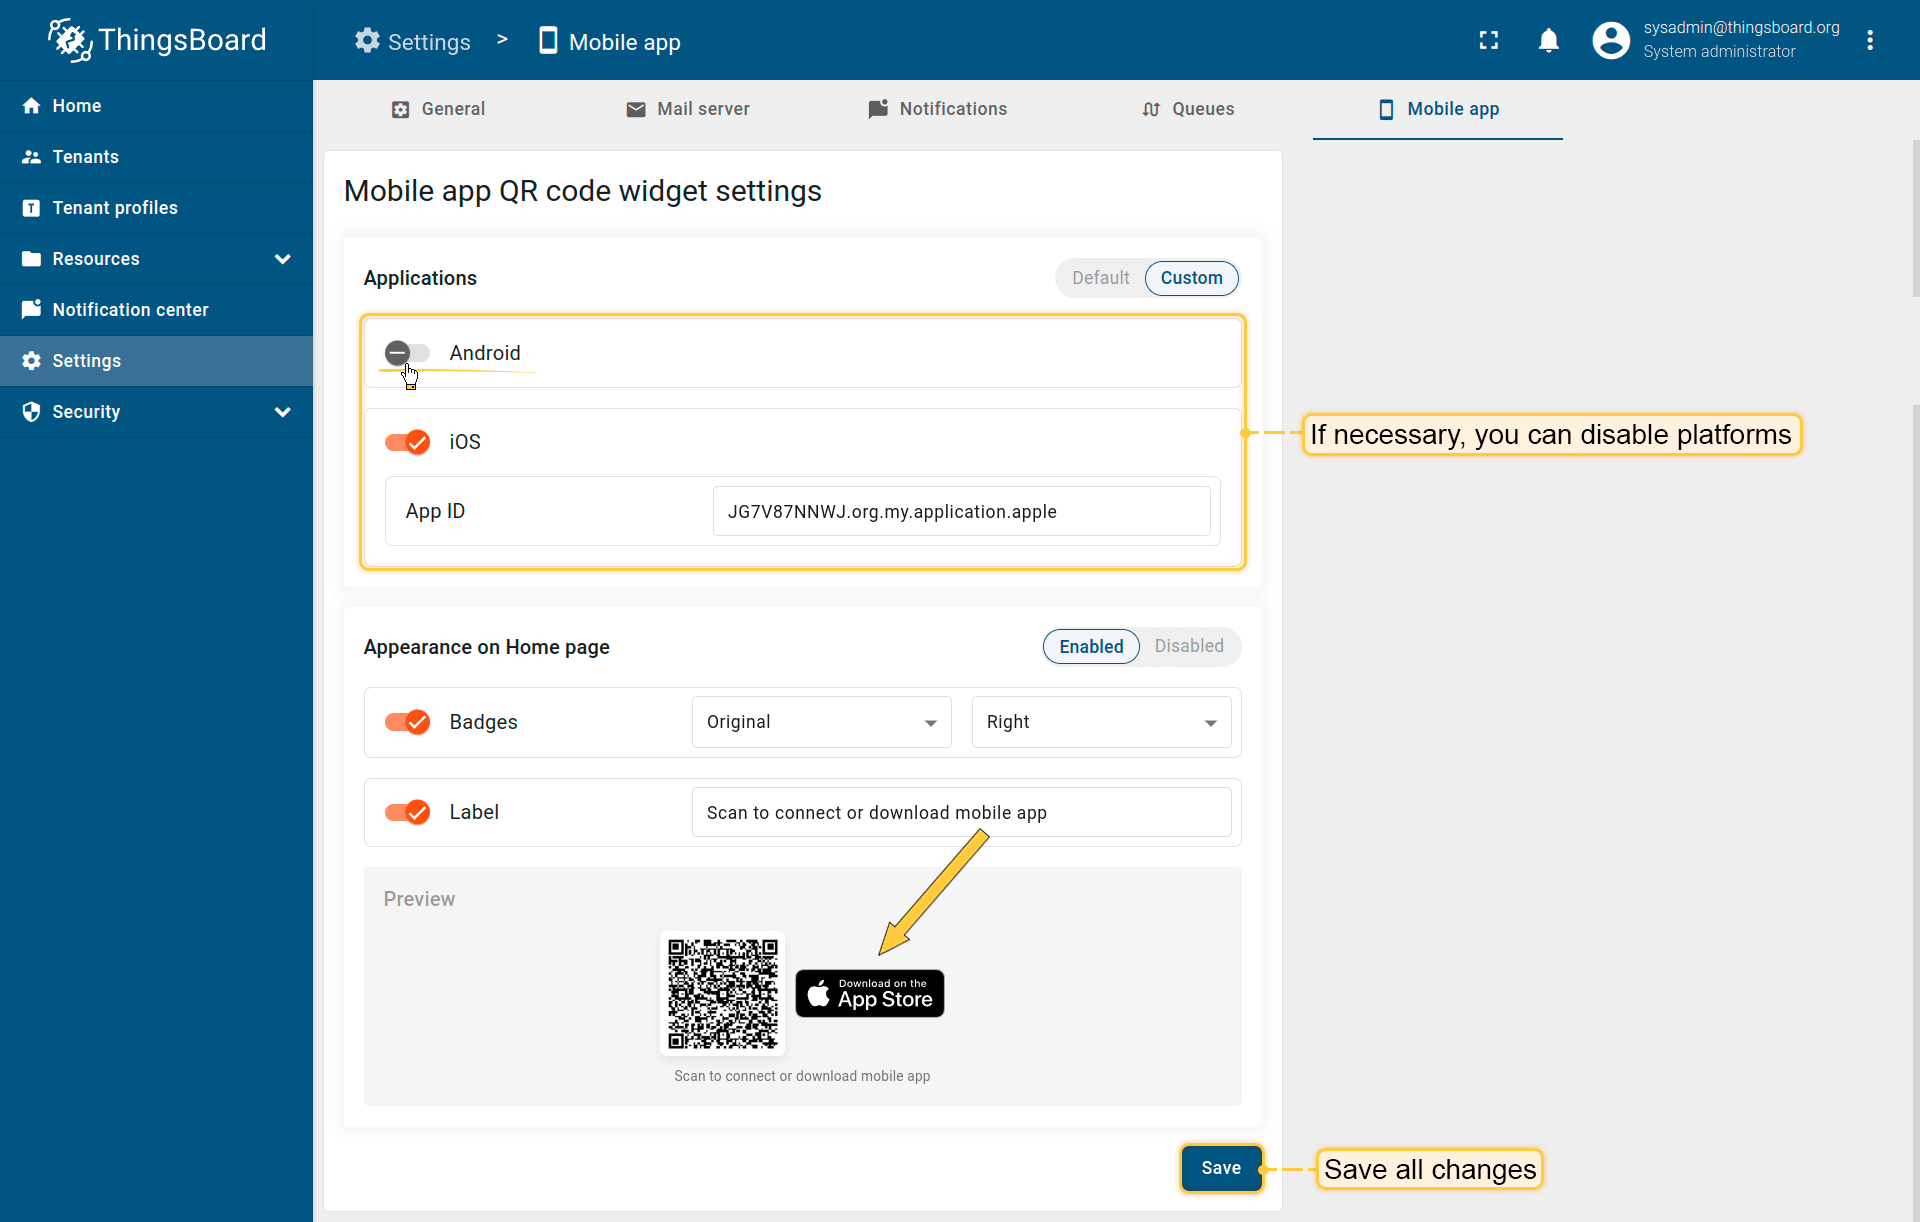 ThingsBoard
Settings > Mobile app
sysadmin@thingsboard.org
System administrator
Home
Tenants
Tenant profiles
Resources
Notification center
Settings
Security
General
Mail server
Notifications
Queues
Mobile app
Mobile app QR code widget settings
Applications
Default
Custom
Android
iOS
If necessary, you can disable platforms
App ID
JG7V87NNWJ.org.my.application.apple
Appearance on Home page
Enabled
Disabled
Badges
Original
Right
Label
Scan to connect or download mobile app
Preview
Download on the
App Store
Scan to connect or download mobile app
Save
Save all changes